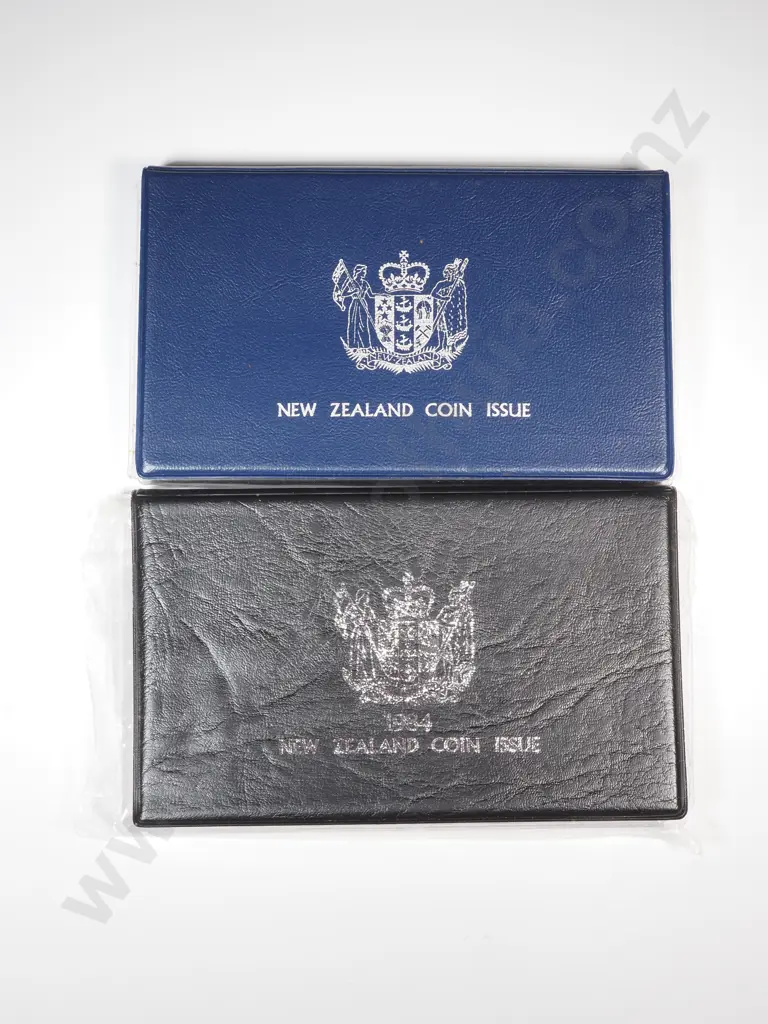 NEW ZEALAND
NEW ZEALAND COIN ISSUE
1984
NEW ZEALAND COIN ISSUE